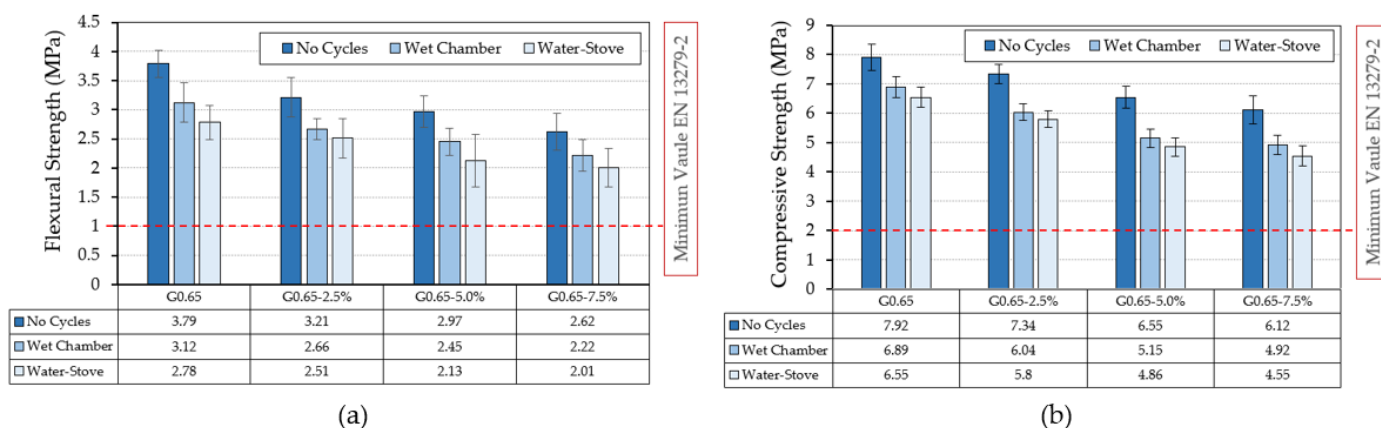 4.5
4
3.5
3
2.5
2
1.5
1
0.5
0
Flexural Strength (MPa)
No Cycles Wet Chamber Water-Stove
Minimun Vaule EN 13279-2
G0.65 G0.65-2.5% G0.65-5.0% G0.65-7.5%
No Cycles 3.79 3.21 2.97 2.62
Wet Chamber 3.12 2.66 2.45 2.22
Water-Stove 2.78 2.51 2.13 2.01
(a)
9
8
7
6
5
4
3
2
1
0
Compressive Strength (MPa)
No Cycles Wet Chamber Water-Stove
Minimun Vaule EN 13279-2
G0.65 G0.65-2.5% G0.65-5.0% G0.65-7.5%
No Cycles 7.92 7.34 6.55 6.12
Wet Chamber 6.89 6.04 5.15 4.92
Water-Stove 6.55 5.8 4.86 4.55
(b)